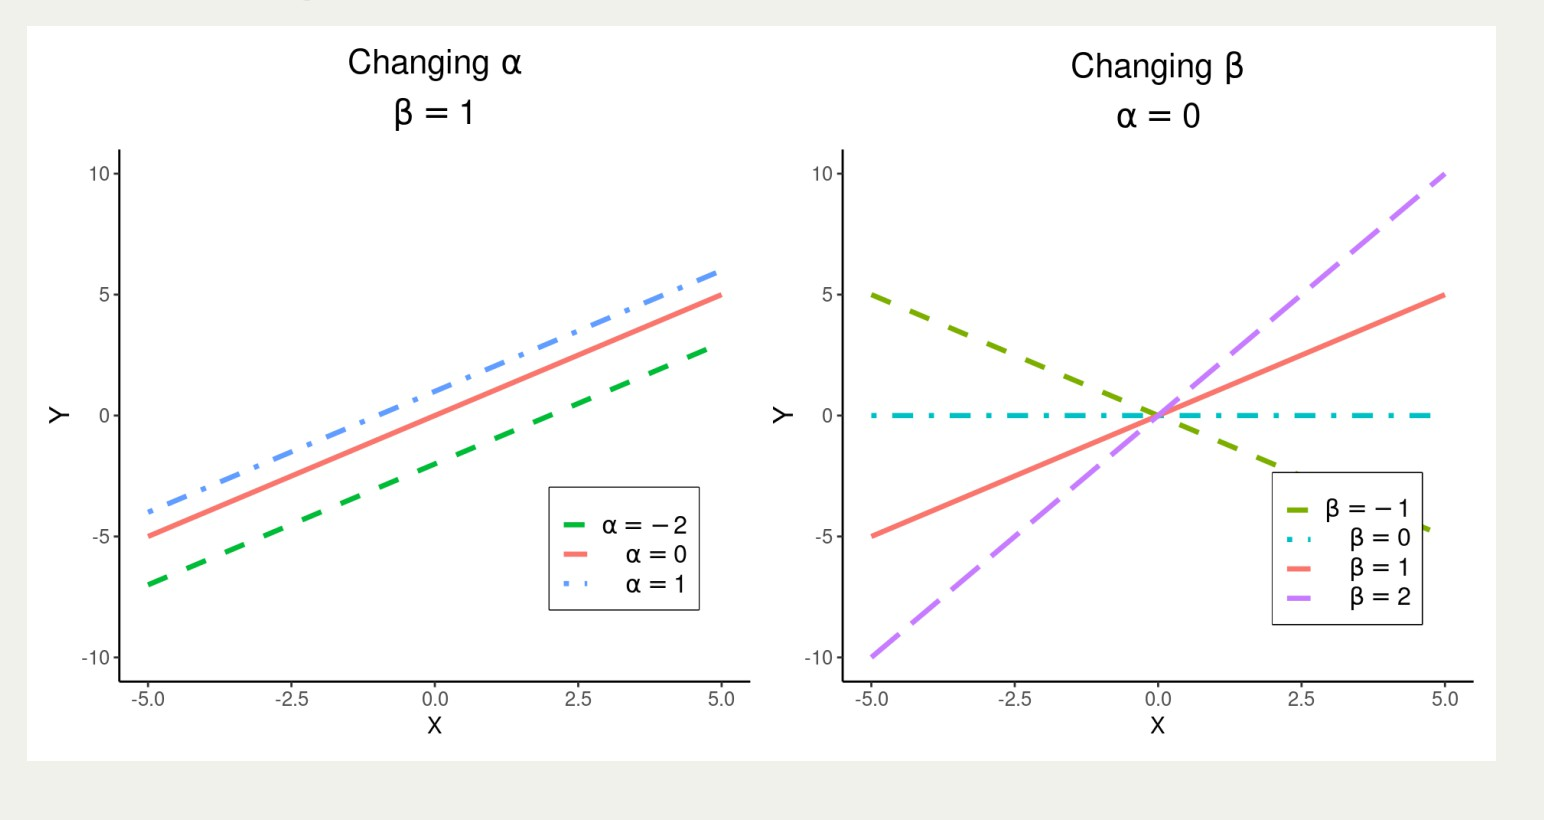 Changing α
β = 1
10
5
0
-5
-10
Y
α = −2
α = 0
α = 1
-5.0 -2.5 0.0 2.5 5.0
X
Changing β
α = 0
10
5
0
-5
-10
Y
β = −1
β = 0
β = 1
β = 2
-5.0 -2.5 0.0 2.5 5.0
X